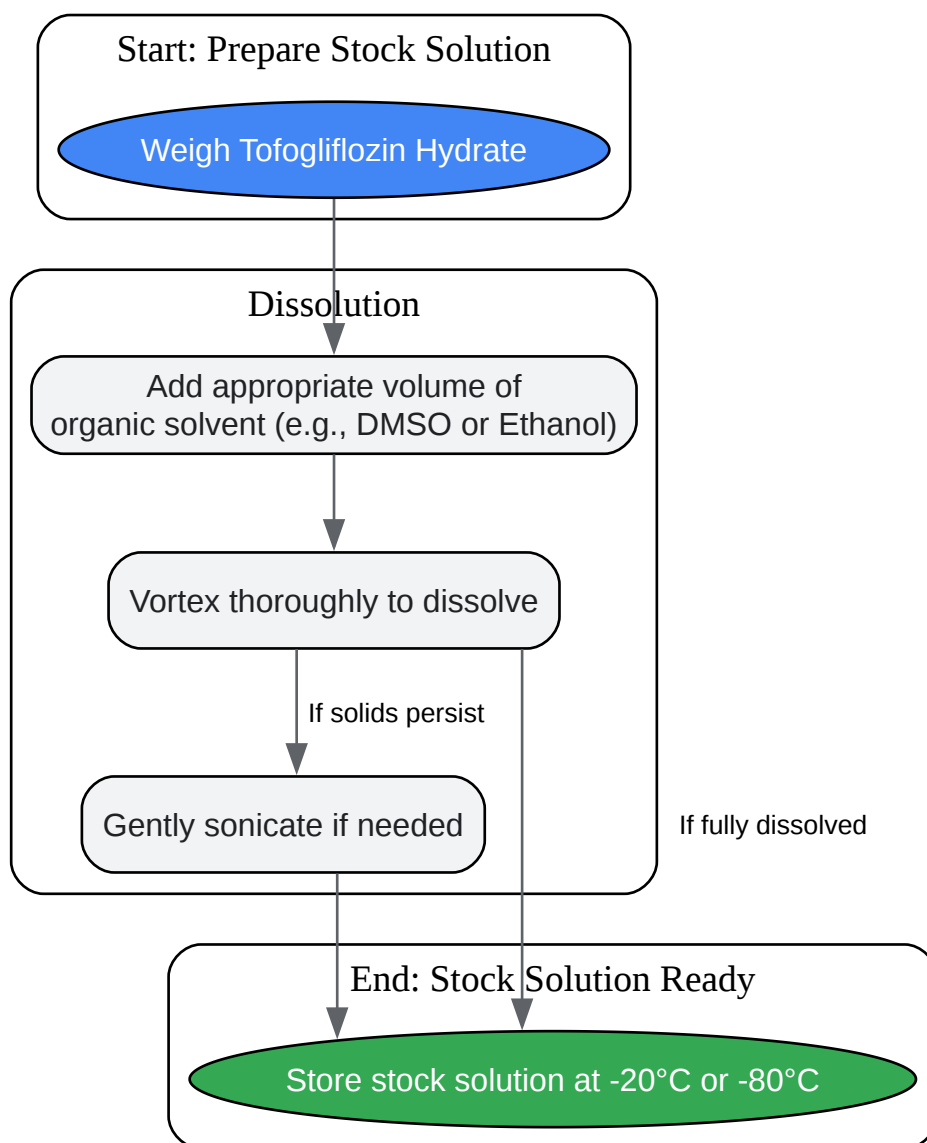 Start: Prepare Stock Solution
Weigh Tofogliflozin Hydrate
Dissolution
Add appropriate volume of
organic solvent (e.g., DMSO or Ethanol)
Vortex thoroughly to dissolve
If solids persist
Gently sonicate if needed
If fully dissolved
End: Stock Solution Ready
Store stock solution at -20°C or -80°C